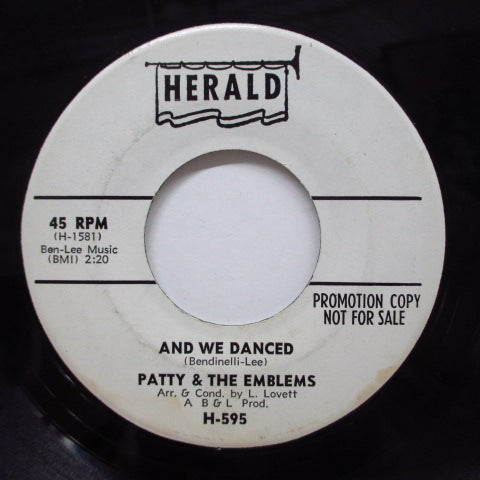 HERALD
45 RPM
(H-1581)
Ben-Lee Music
(BMI) 2:20
PROMOTION COPY
NOT FOR SALE
AND WE DANCED
(Bendinelli-Lee)
PATTY & THE EMBLEMS
Arr. & Cond. by L. Lovett
A B&L Prod.
H-595